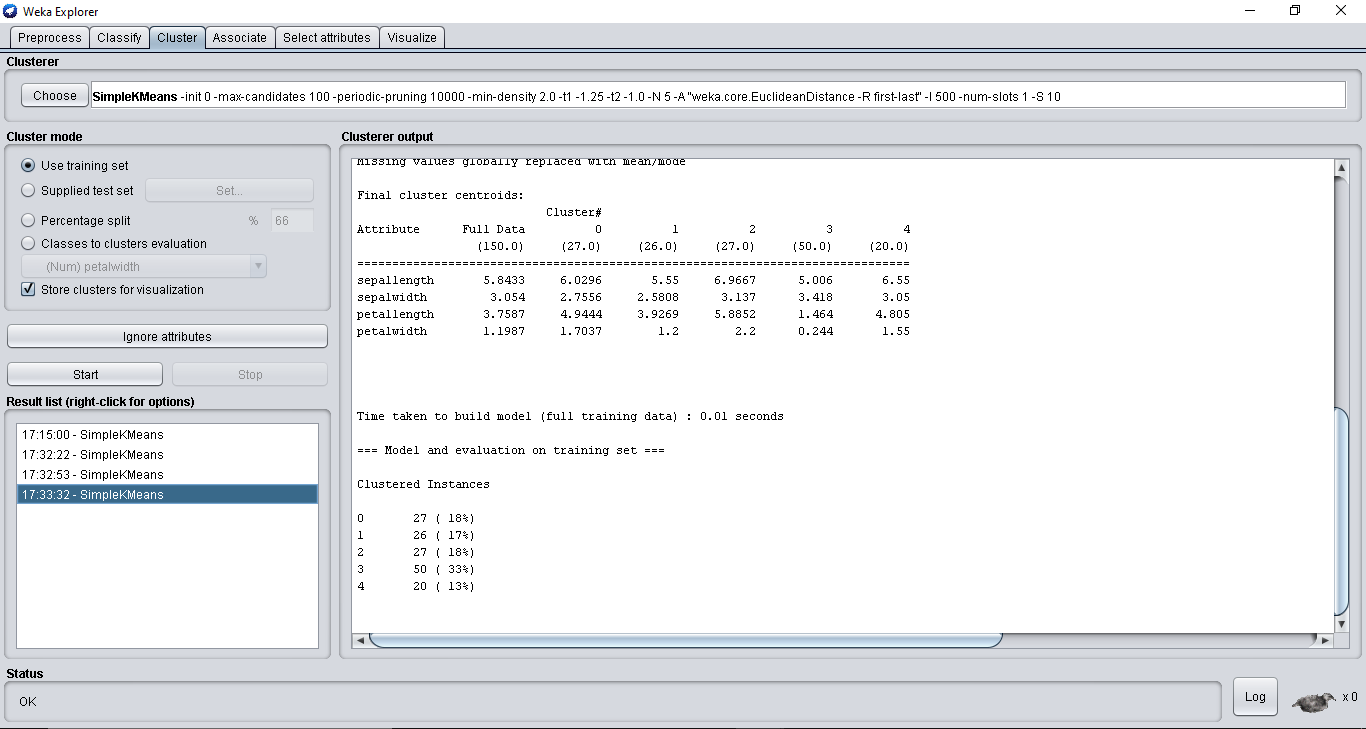 Weka Explorer
Preprocess Classify Cluster Associate Select attributes Visualize
Clusterer
Choose SimpleKMeans -init 0 -max-candidates 100 -periodic-pruning 10000 -min-density 2.0 -t1 -1.25 -t2 -1.0 -N 5 -A "weka.core.EuclideanDistance -R first-last" -I 500 -num-slots 1 -S 10
Cluster mode
Use training set
Supplied test set Set...
Percentage split % 66
Classes to clusters evaluation
(Num) petalwidth
Store clusters for visualization
Ignore attributes
Start Stop
Result list (right-click for options)
17:15:00 - SimpleKMeans
17:32:22 - SimpleKMeans
17:32:53 - SimpleKMeans
17:33:32 - SimpleKMeans
Clusterer output
Missing values globally replaced with mean/mode
Final cluster centroids:
Cluster#
Attribute Full Data 0 1 2 3 4
(150.0) (27.0) (26.0) (27.0) (50.0) (20.0)
===============================================================================
sepallength 5.8433 6.0296 5.55 6.9667 5.006 6.55
sepalwidth 3.054 2.7556 2.5808 3.137 3.418 3.05
petallength 3.7587 4.9444 3.9269 5.8852 1.464 4.805
petalwidth 1.1987 1.7037 1.2 2.2 0.244 1.55
Time taken to build model (full training data) : 0.01 seconds
=== Model and evaluation on training set ===
Clustered Instances
0 27 ( 18%)
1 26 ( 17%)
2 27 ( 18%)
3 50 ( 33%)
4 20 ( 13%)
Status
OK
Log
x 0